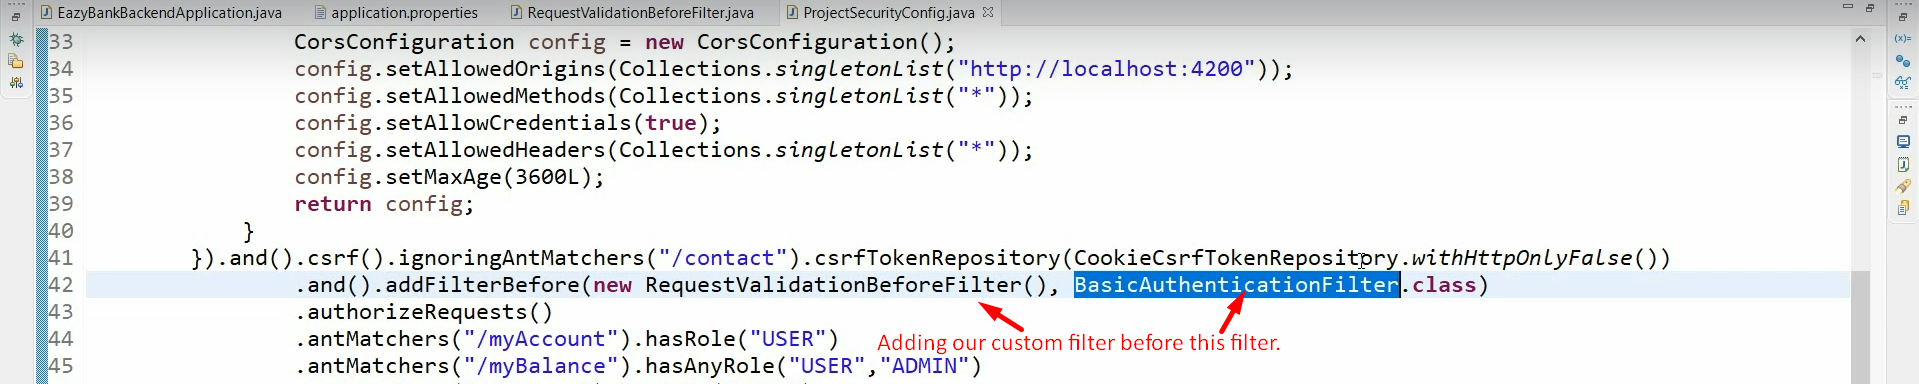 EazyBankBackendApplication.java application.properties RequestValidationBeforeFilter.java ProjectSecurityConfig.java
33 CorsConfiguration config = new CorsConfiguration();
34 config.setAllowedOrigins(Collections.singletonList("http://localhost:4200"));
35 config.setAllowedMethods(Collections.singletonList("*"));
36 config.setAllowCredentials(true);
37 config.setAllowedHeaders(Collections.singletonList("*"));
38 config.setMaxAge(3600L);
39 return config;
40 }
41 }).and().csrf().ignoringAntMatchers("/contact").csrfTokenRepository(CookieCsrfTokenRepository.withHttpOnlyFalse())
42 .and().addFilterBefore(new RequestValidationBeforeFilter(), BasicAuthenticationFilter.class)
43 .authorizeRequests()
44 .antMatchers("/myAccount").hasRole("USER")
Adding our custom filter before this filter.
45 .antMatchers("/myBalance").hasAnyRole("USER","ADMIN")